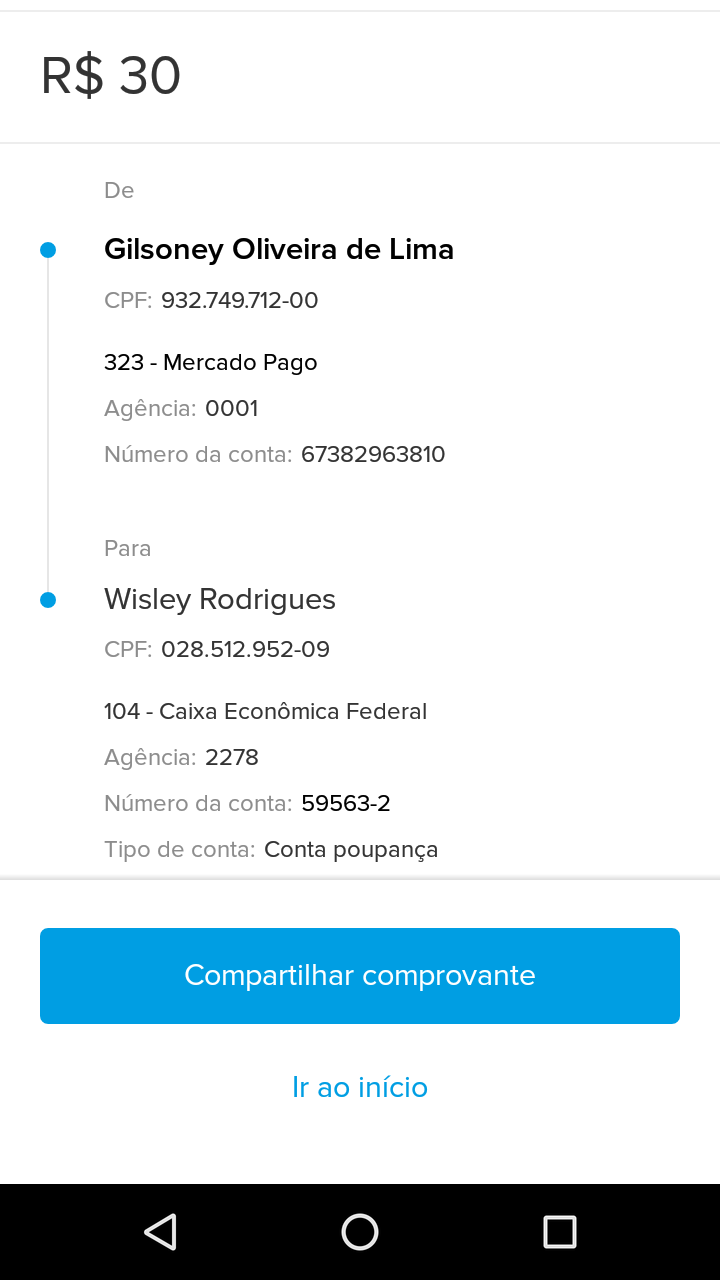 R$ 30
De
Gilsoney Oliveira de Lima
CPF: 932.749.712-00
323 - Mercado Pago
Agência: 0001
Número da conta: 67382963810
Para
Wisley Rodrigues
CPF: 028.512.952-09
104 - Caixa Econômica Federal
Agência: 2278
Número da conta: 59563-2
Tipo de conta: Conta poupança
Compartilhar comprovante
Ir ao início